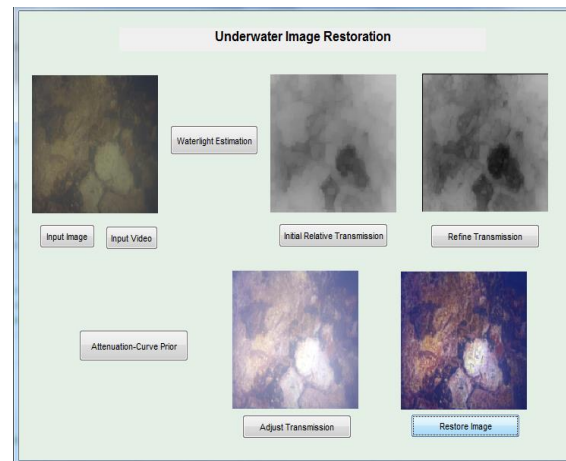 Underwater Image Restoration
Waterlight Estimation
Input Image
Input Video
Initial Relative Transmission
Refine Transmission
Attenuation-Curve Prior
Adjust Transmission
Restore Image